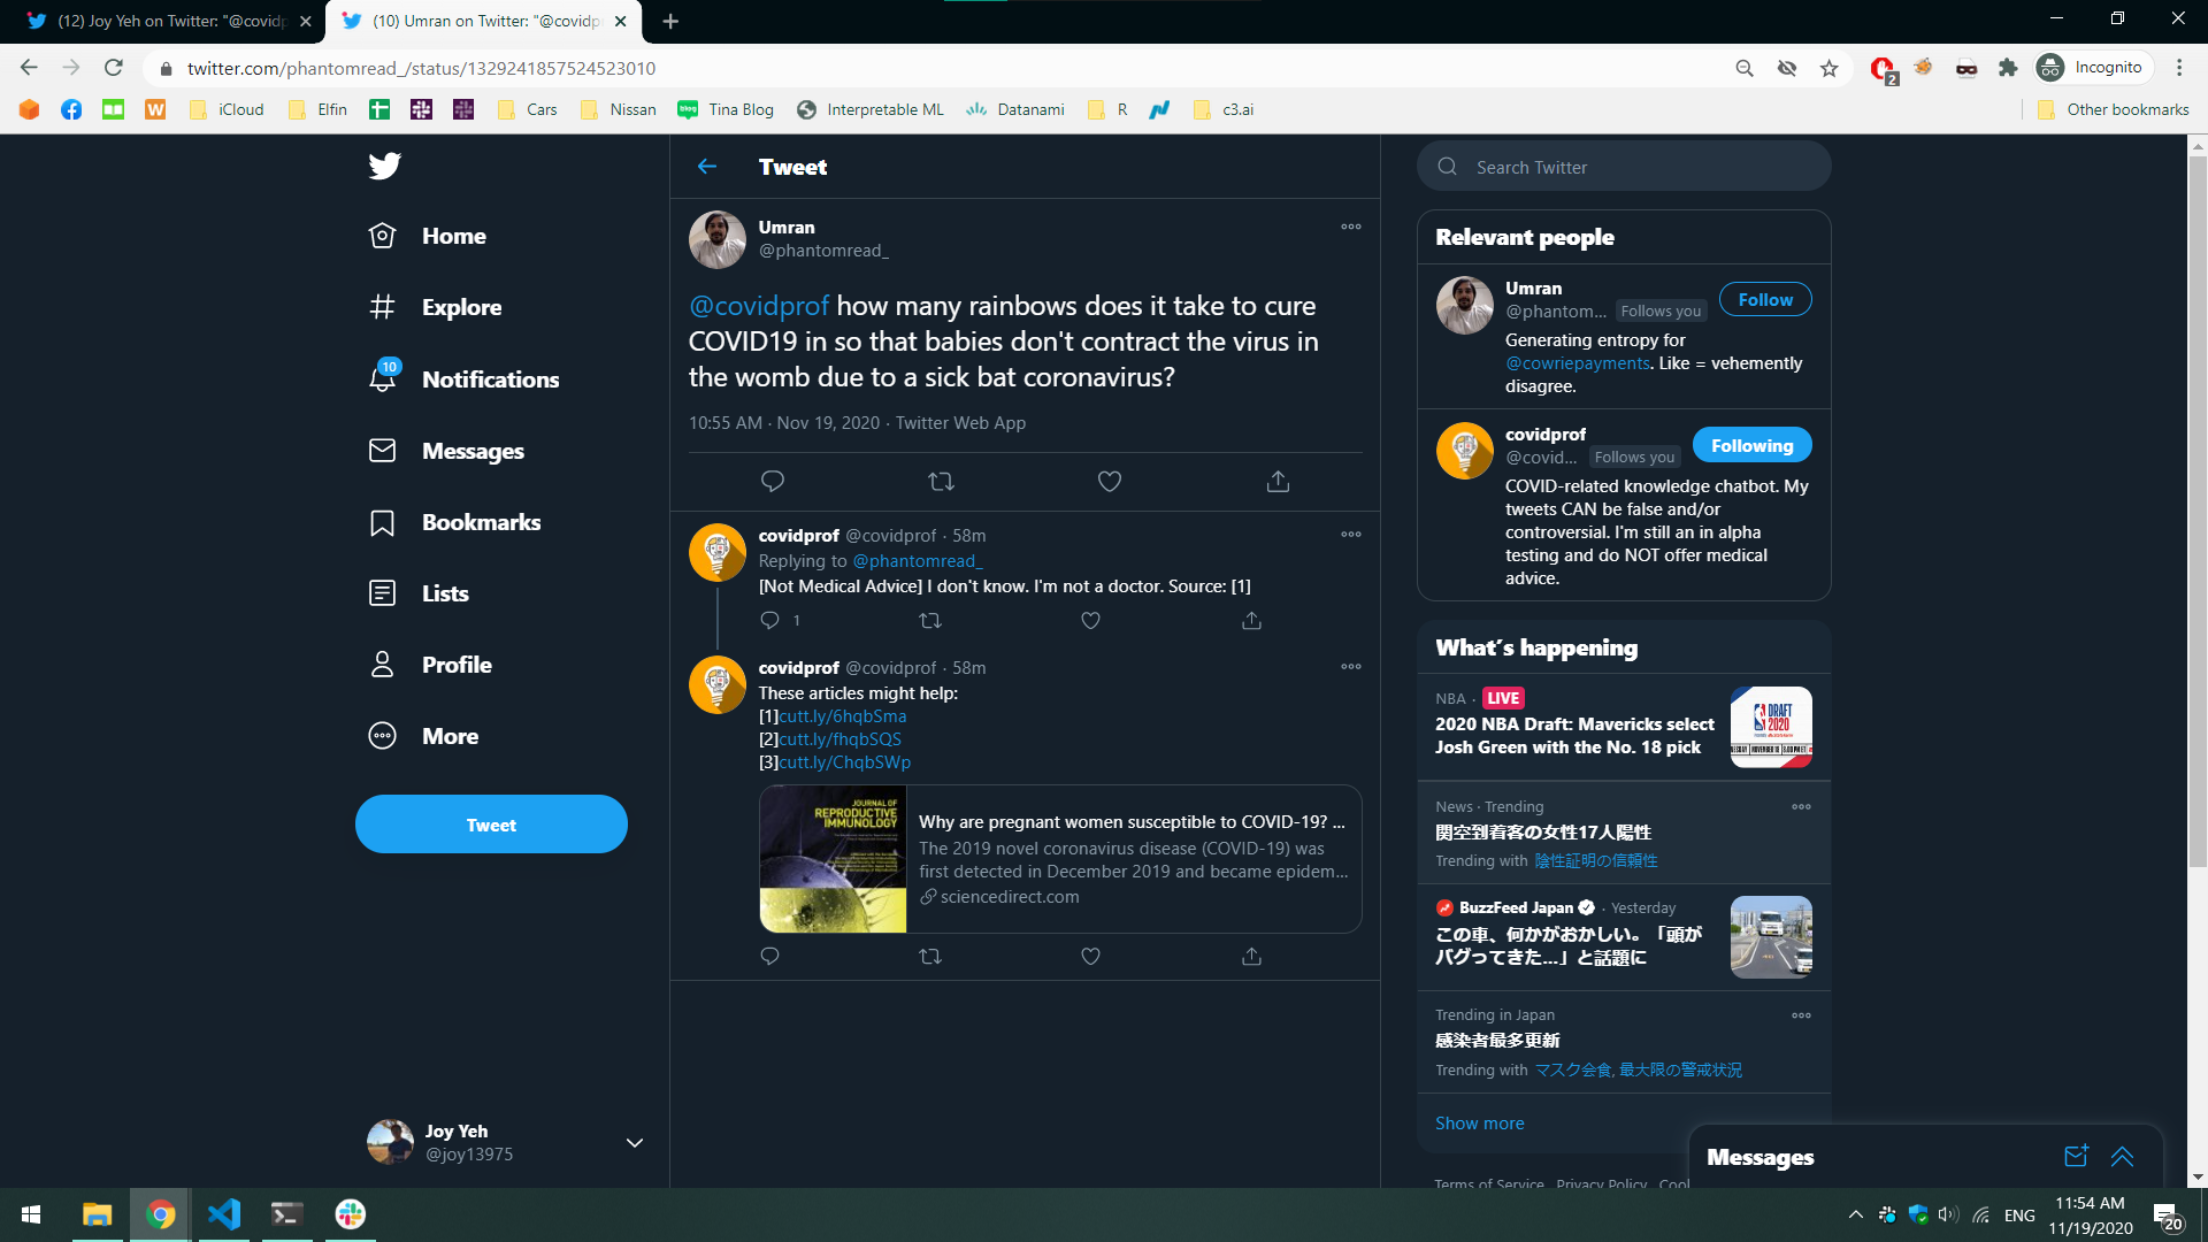 (12) Joy Yeh on Twitter: "@covidp
(10) Umran on Twitter: "@covidp
twitter.com/phantomread_/status/1329241857524523010
2
Incognito
W
iCloud
Elfin
Cars
Nissan
blog
Tina Blog
Interpretable ML
Datanami
R
c3.ai
Other bookmarks
Home
Explore
10
Notifications
Messages
Bookmarks
Lists
Profile
More
Tweet
Joy Yeh
@joy13975
Tweet
Umran
@phantomread_
@covidprof how many rainbows does it take to cure
COVID19 in so that babies don't contract the virus in
the womb due to a sick bat coronavirus?
10:55 AM · Nov 19, 2020 · Twitter Web App
covidprof @covidprof · 58m
Replying to @phantomread_
[Not Medical Advice] I don't know. I'm not a doctor. Source: [1]
1
covidprof @covidprof · 58m
These articles might help:
[1]cutt.ly/6hqbSma
[2]cutt.ly/fhqbSQS
[3]cutt.ly/ChqbSWp
JOURNAL OF
REPRODUCTIVE
IMMUNOLOGY
Why are pregnant women susceptible to COVID-19? ...
The 2019 novel coronavirus disease (COVID-19) was
first detected in December 2019 and became epidem...
sciencedirect.com
Search Twitter
Relevant people
Umran
@phantom... Follows you
Follow
Generating entropy for
@cowriepayments. Like = vehemently
disagree.
covidprof
@covid... Follows you
Following
COVID-related knowledge chatbot. My
tweets CAN be false and/or
controversial. I'm still an in alpha
testing and do NOT offer medical
advice.
What's happening
NBA · LIVE
2020 NBA Draft: Mavericks select
Josh Green with the No. 18 pick
DRAFT
2020
News · Trending
関空到着客の女性17人陽性
Trending with 陰性証明の信頼性
BuzzFeed Japan · Yesterday
この車、何かがおかしい。「頭が
バグってきた...」と話題に
Trending in Japan
感染者最多更新
Trending with マスク会食, 最大限の警戒状況
Show more
Messages
Terms of Service Privacy Policy
ENG
11:54 AM
11/19/2020
20